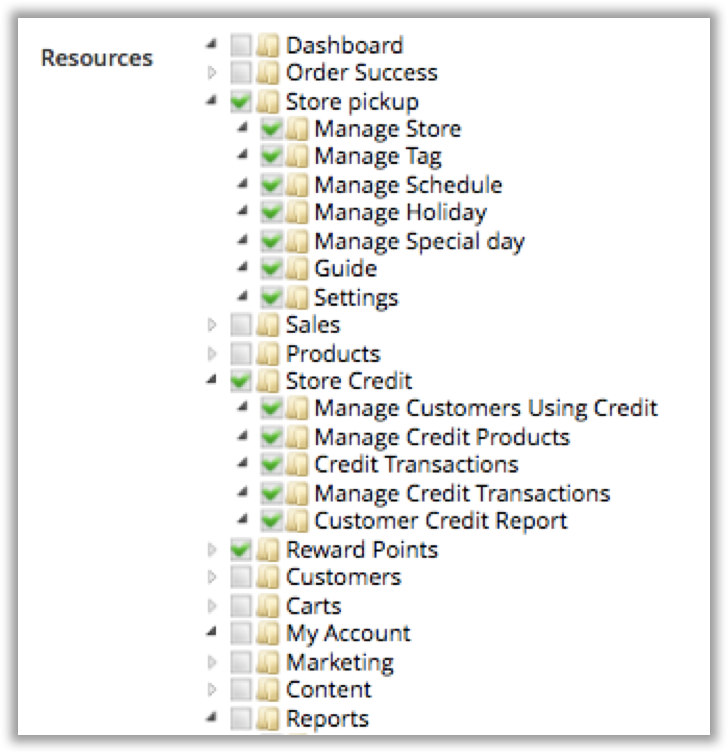 Resources
Dashboard
Order Success
Store pickup
Manage Store
Manage Tag
Manage Schedule
Manage Holiday
Manage Special day
Guide
Settings
Sales
Products
Store Credit
Manage Customers Using Credit
Manage Credit Products
Credit Transactions
Manage Credit Transactions
Customer Credit Report
Reward Points
Customers
Carts
My Account
Marketing
Content
Reports